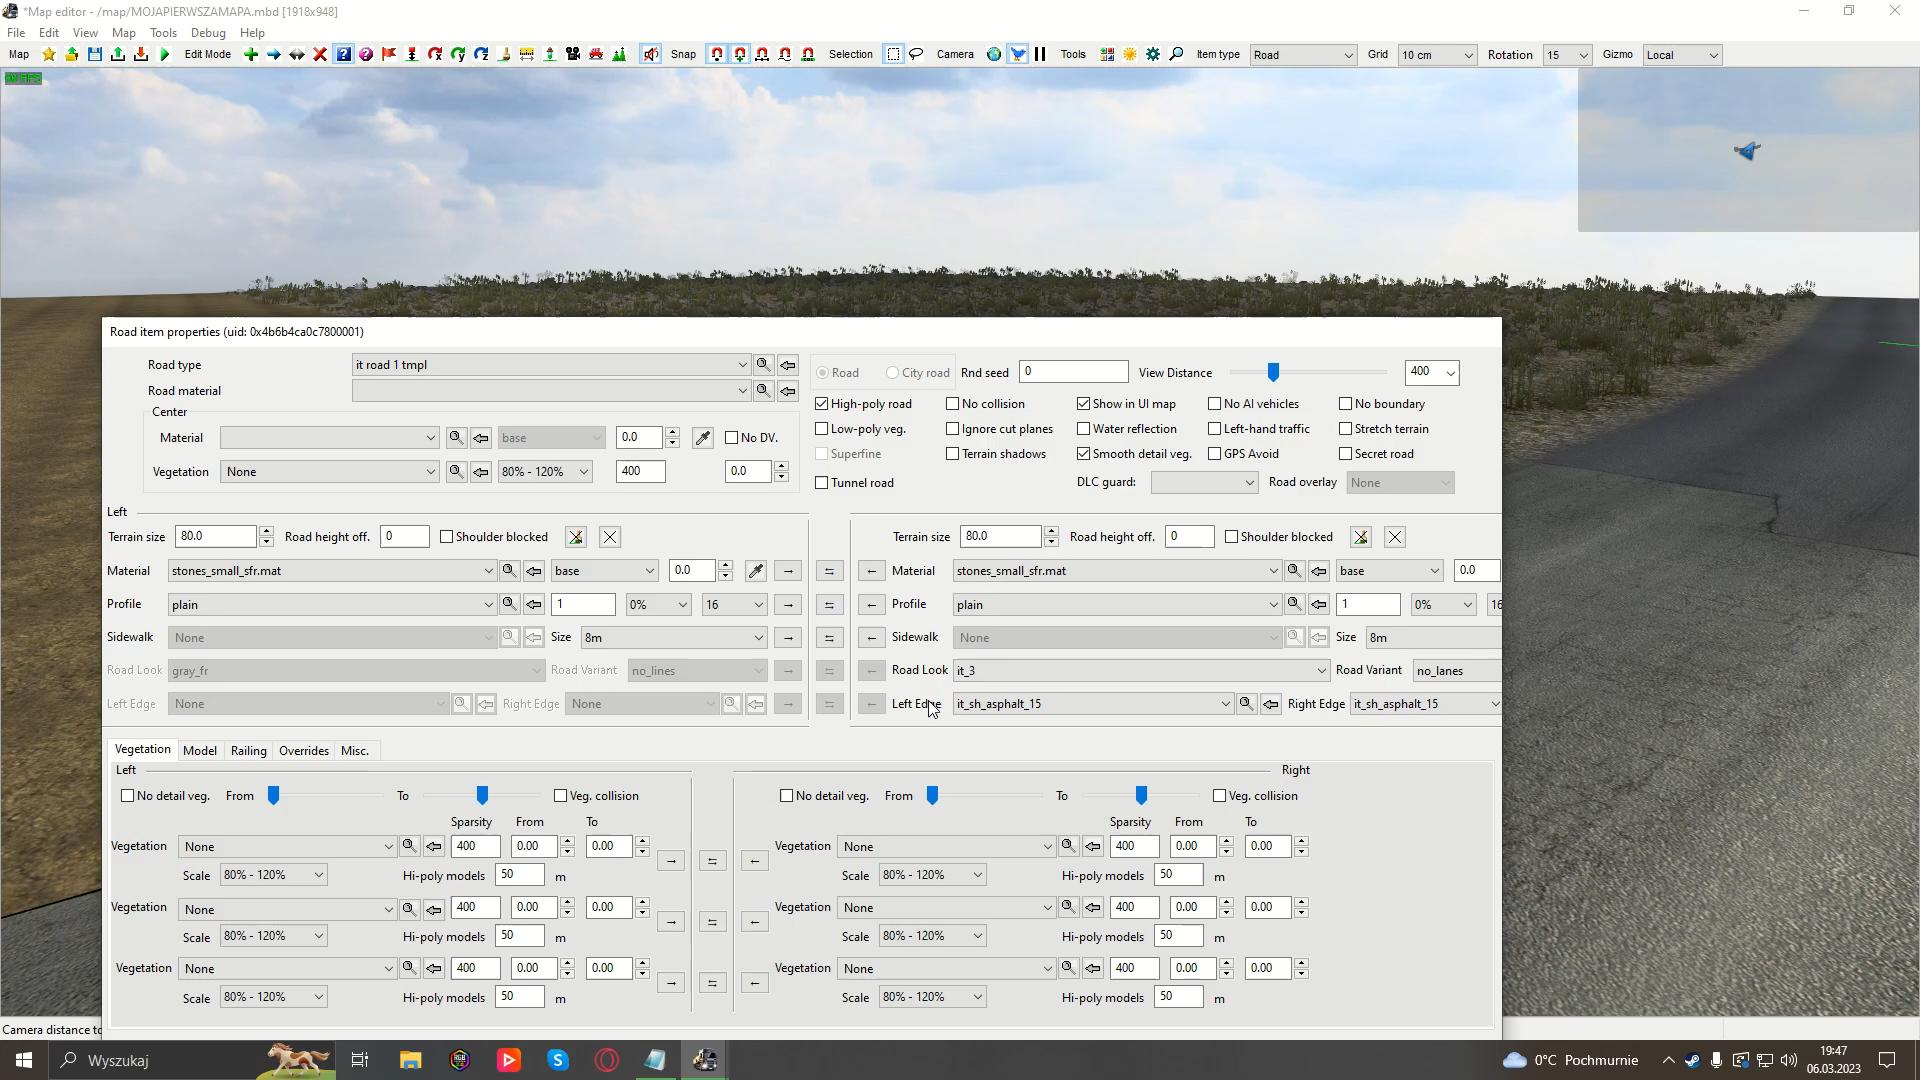 *Map editor - /map/MOJAPIERWSZAMAPA.mbd [1918x948]
File Edit View Map Tools Debug Help
Map Edit Mode Snap Selection Camera Tools Item type Road Grid 10 cm Rotation 15 Gizmo Local
Road item properties (uid: 0x4b6b4ca0c7800001)
Road type it road 1 tmpl Road City road Rnd seed 0 View Distance 400
Road material
Center High-poly road No collision Show in UI map No AI vehicles No boundary
Material base 0.0 No DV. Low-poly veg. Ignore cut planes Water reflection Left-hand traffic Stretch terrain
Superfine Terrain shadows Smooth detail veg. GPS Avoid Secret road
Vegetation None 80% - 120% 400 0.0
Tunnel road DLC guard: Road overlay None
Left
Terrain size 80.0 Road height off. 0 Shoulder blocked Terrain size 80.0 Road height off. 0 Shoulder blocked
Material stones_small_sfr.mat base 0.0 → ⇆ ← Material stones_small_sfr.mat base 0.0
Profile plain 1 0% 16 → ⇆ ← Profile plain 1 0% 16
Sidewalk None Size 8m → ⇆ ← Sidewalk None Size 8m
Road Look gray_fr Road Variant no_lines → ⇆ ← Road Look it_3 Road Variant no_lanes
Left Edge None Right Edge None → ⇆ ← Left Edge it_sh_asphalt_15 Right Edge it_sh_asphalt_15
Vegetation Model Railing Overrides Misc.
Left Right
No detail veg. From To Veg. collision No detail veg. From To Veg. collision
Sparsity From To Sparsity From To
Vegetation None 400 0.00 0.00 Vegetation None 400 0.00 0.00
Scale 80% - 120% Hi-poly models 50 m → ⇆ ← Scale 80% - 120% Hi-poly models 50 m
Vegetation None 400 0.00 0.00 Vegetation None 400 0.00 0.00
Scale 80% - 120% Hi-poly models 50 m → ⇆ ← Scale 80% - 120% Hi-poly models 50 m
Vegetation None 400 0.00 0.00 Vegetation None 400 0.00 0.00
Scale 80% - 120% Hi-poly models 50 m → ⇆ ← Scale 80% - 120% Hi-poly models 50 m
Camera distance to
Wyszukaj 0°C Pochmurnie 19:47
06.03.2023